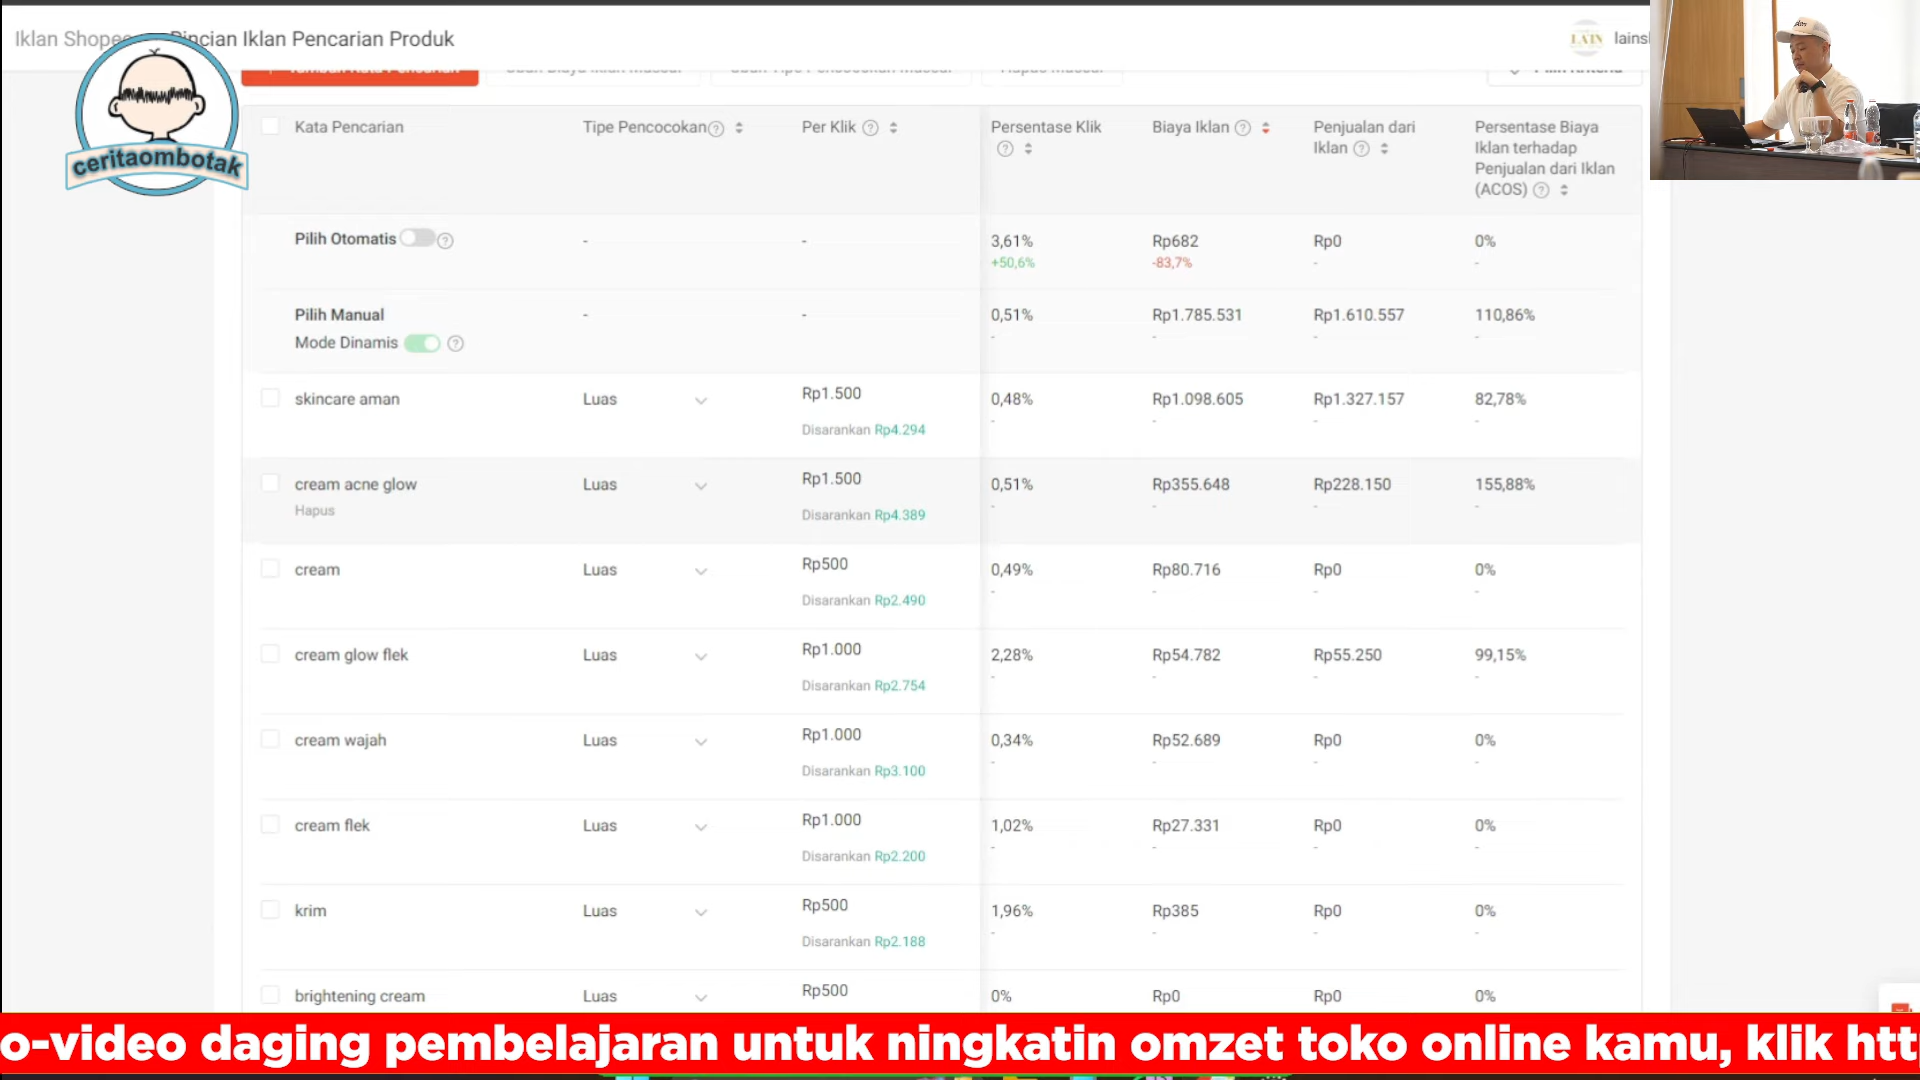 Iklan Shopee
Rincian Iklan Pencarian Produk
LAIN
ceritaombotak
Kata Pencarian
Tipe Pencocokan
Per Klik
Persentase Klik
Biaya Iklan
Penjualan dari
Iklan
Persentase Biaya
Iklan terhadap
Penjualan dari Iklan
(ACOS)
Pilih Otomatis
-
-
3,61%
+50,6%
Rp682
-83,7%
Rp0
-
0%
-
Pilih Manual
Mode Dinamis
-
-
0,51%
-
Rp1.785.531
-
Rp1.610.557
-
110,86%
-
skincare aman
Luas
Rp1.500
Disarankan Rp4.294
0,48%
-
Rp1.098.605
-
Rp1.327.157
-
82,78%
-
cream acne glow
Hapus
Luas
Rp1.500
Disarankan Rp4.389
0,51%
-
Rp355.648
-
Rp228.150
-
155,88%
-
cream
Luas
Rp500
Disarankan Rp2.490
0,49%
-
Rp80.716
-
Rp0
-
0%
-
cream glow flek
Luas
Rp1.000
Disarankan Rp2.754
2,28%
-
Rp54.782
-
Rp55.250
-
99,15%
-
cream wajah
Luas
Rp1.000
Disarankan Rp3.100
0,34%
-
Rp52.689
-
Rp0
-
0%
-
cream flek
Luas
Rp1.000
Disarankan Rp2.200
1,02%
-
Rp27.331
-
Rp0
-
0%
-
krim
Luas
Rp500
Disarankan Rp2.188
1,96%
-
Rp385
-
Rp0
-
0%
-
brightening cream
Luas
Rp500
0%
Rp0
Rp0
0%
o-video daging pembelajaran untuk ningkatin omzet toko online kamu, klik htt